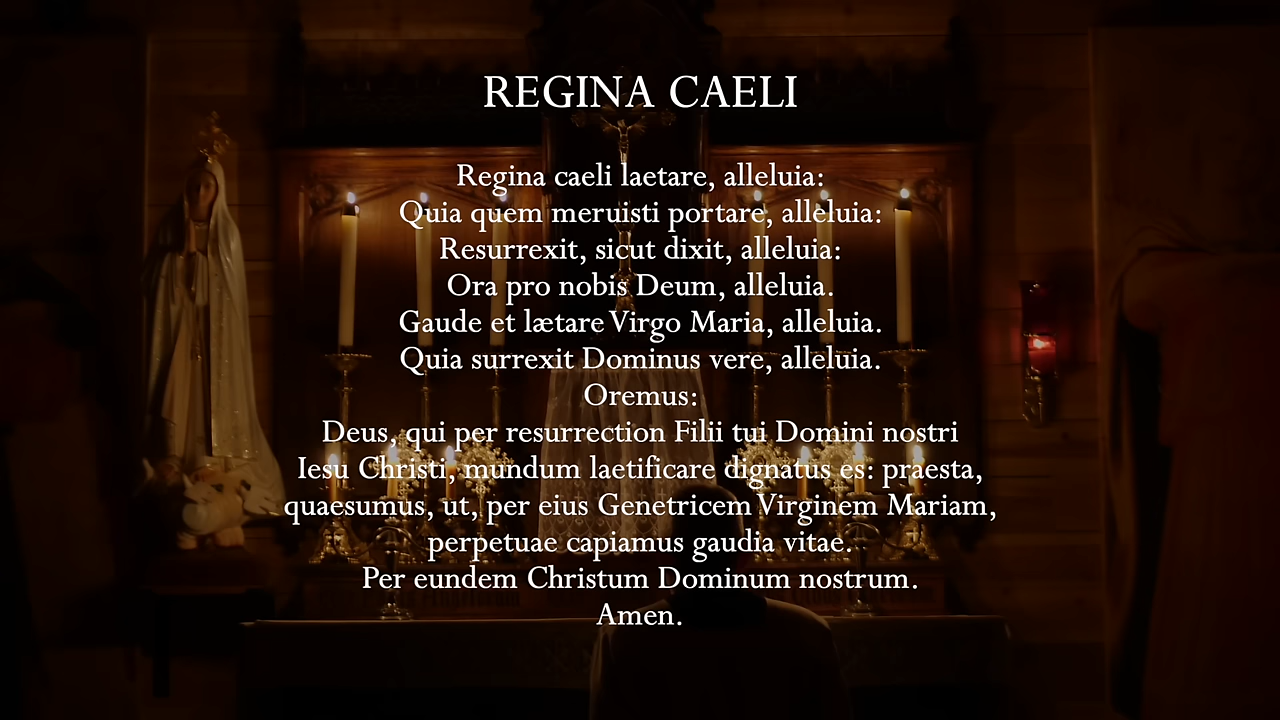 REGINA CAELI
Regina caeli laetare, alleluia:
Quia quem meruisti portare, alleluia:
Resurrexit, sicut dixit, alleluia:
Ora pro nobis Deum, alleluia.
Gaude et lætare Virgo Maria, alleluia.
Quia surrexit Dominus vere, alleluia.
Oremus:
Deus, qui per resurrection Filii tui Domini nostri
Iesu Christi, mundum laetificare dignatus es: praesta,
quaesumus, ut, per eius Genetricem Virginem Mariam,
perpetuae capiamus gaudia vitae.
Per eundem Christum Dominum nostrum.
Amen.